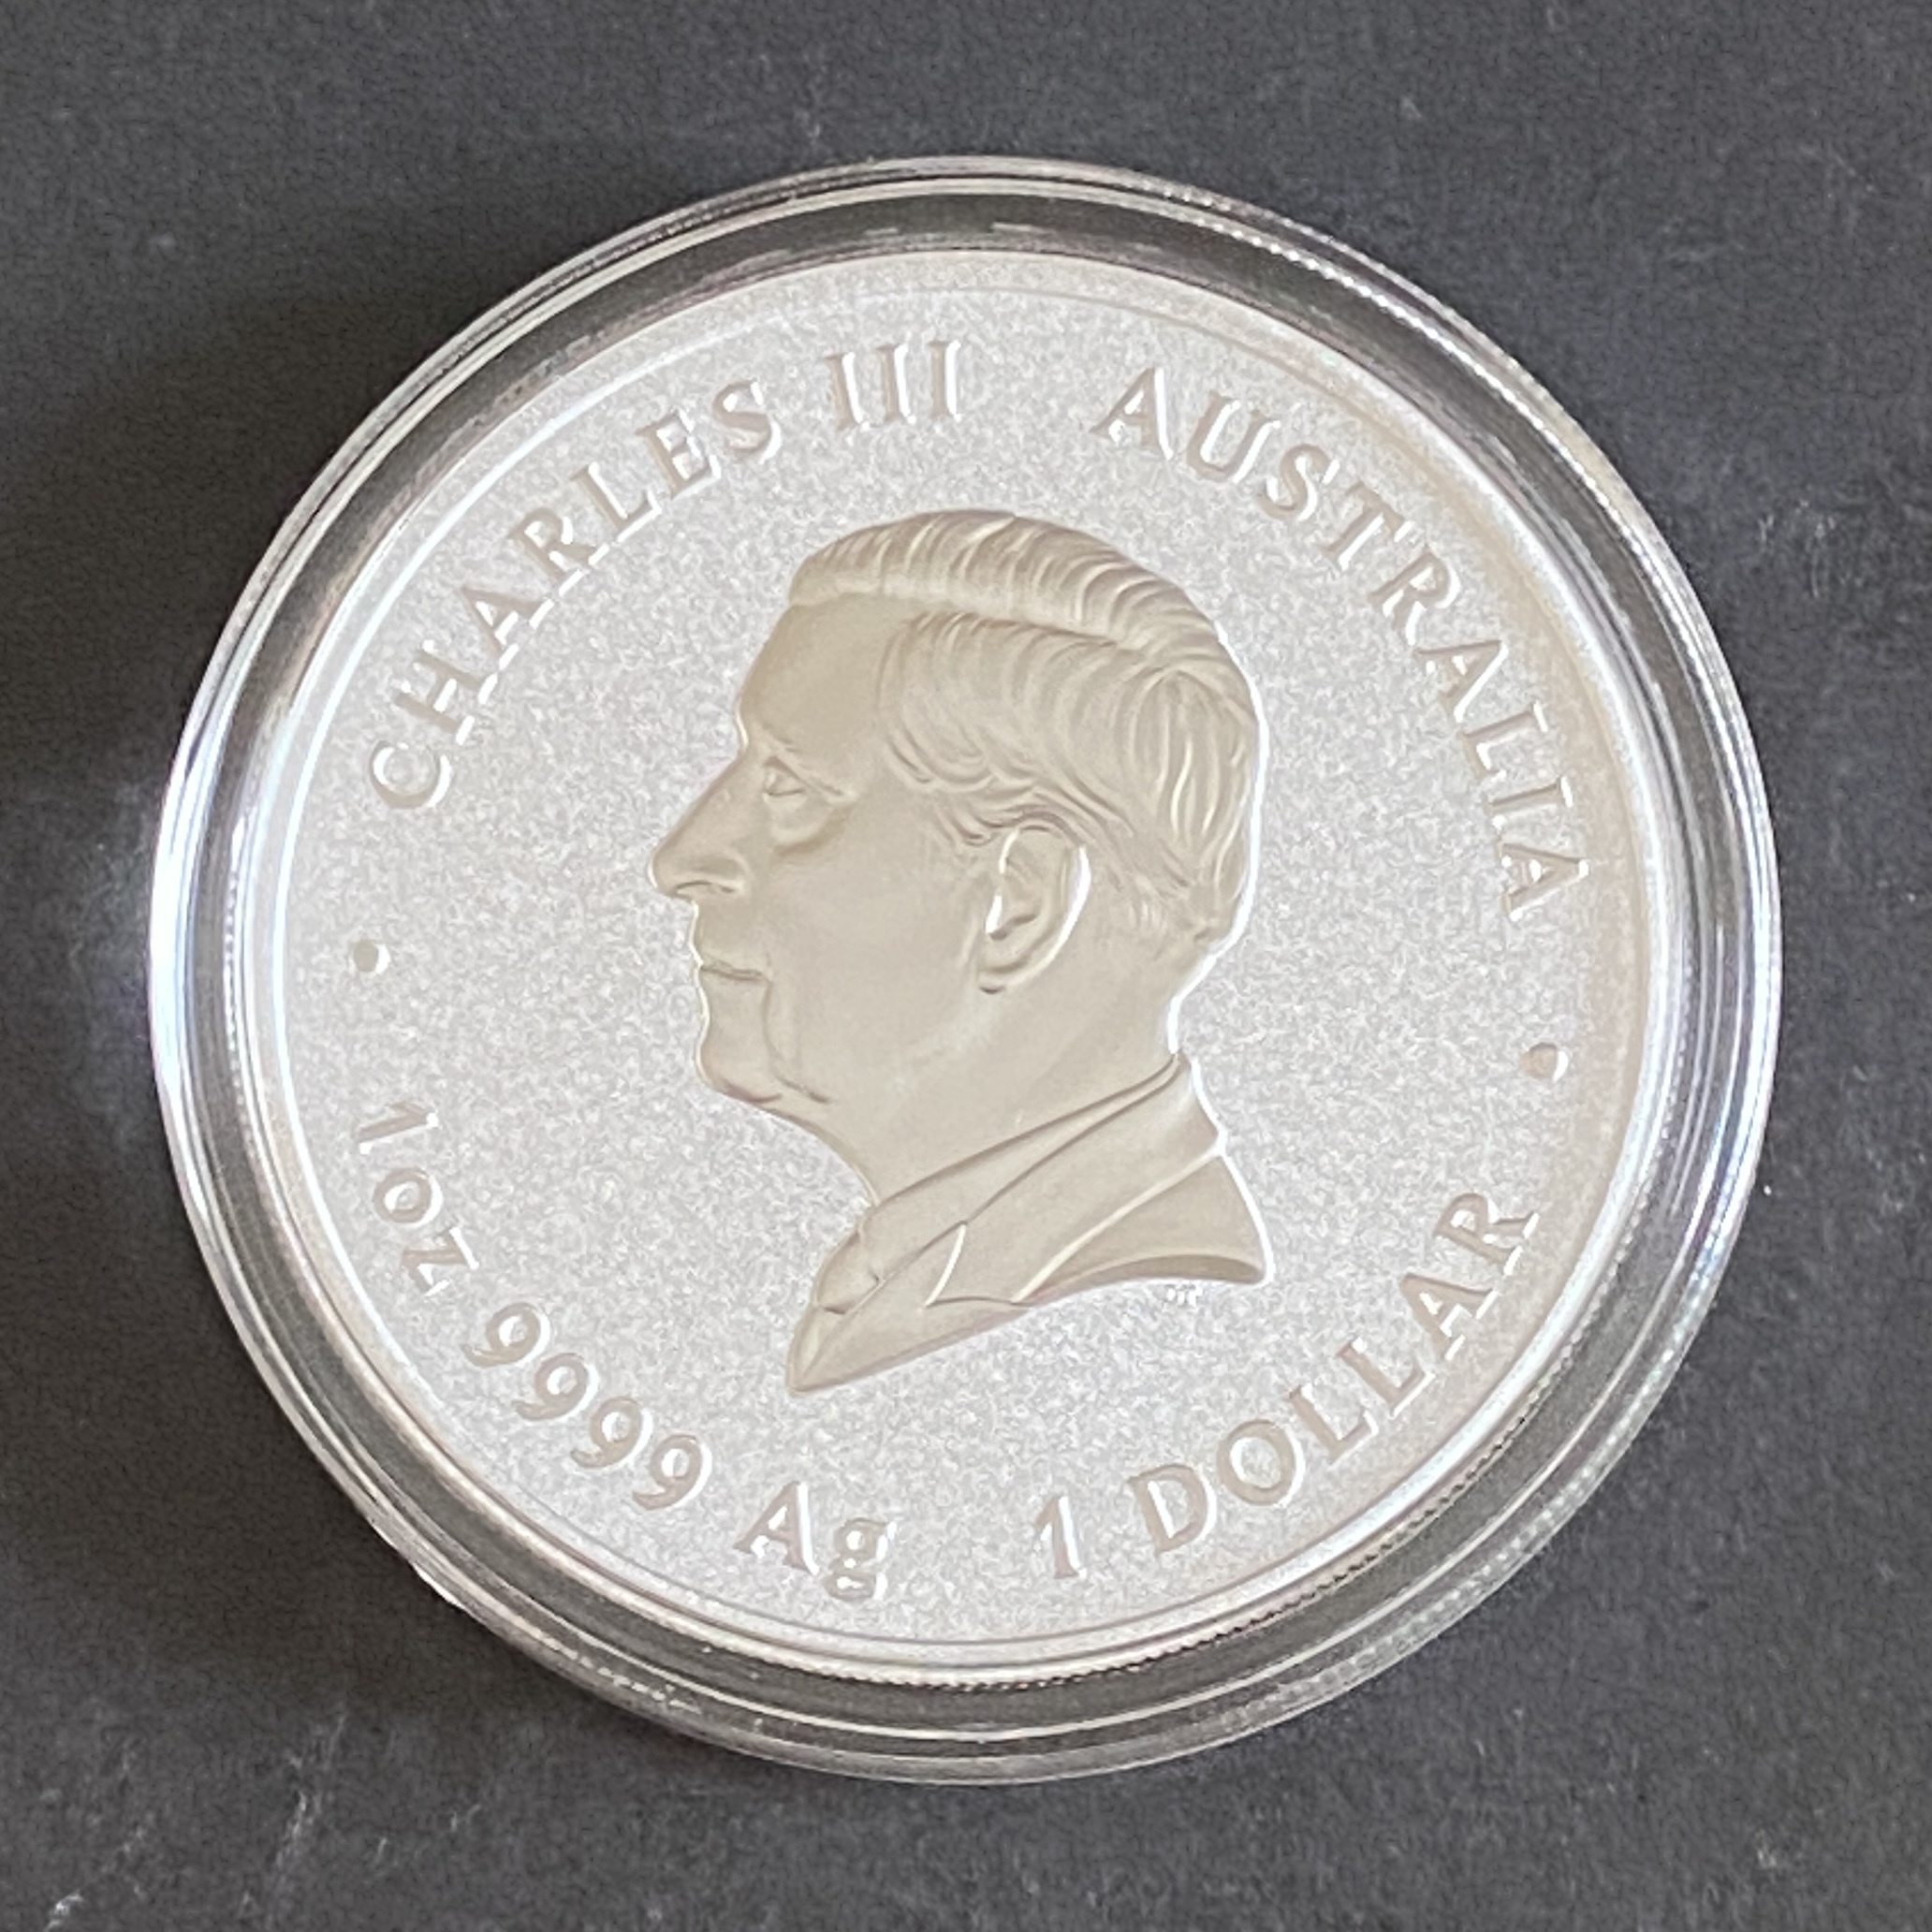 CHARLES III AUSTRALIA
1oz 9999 Ag 1 DOLLAR